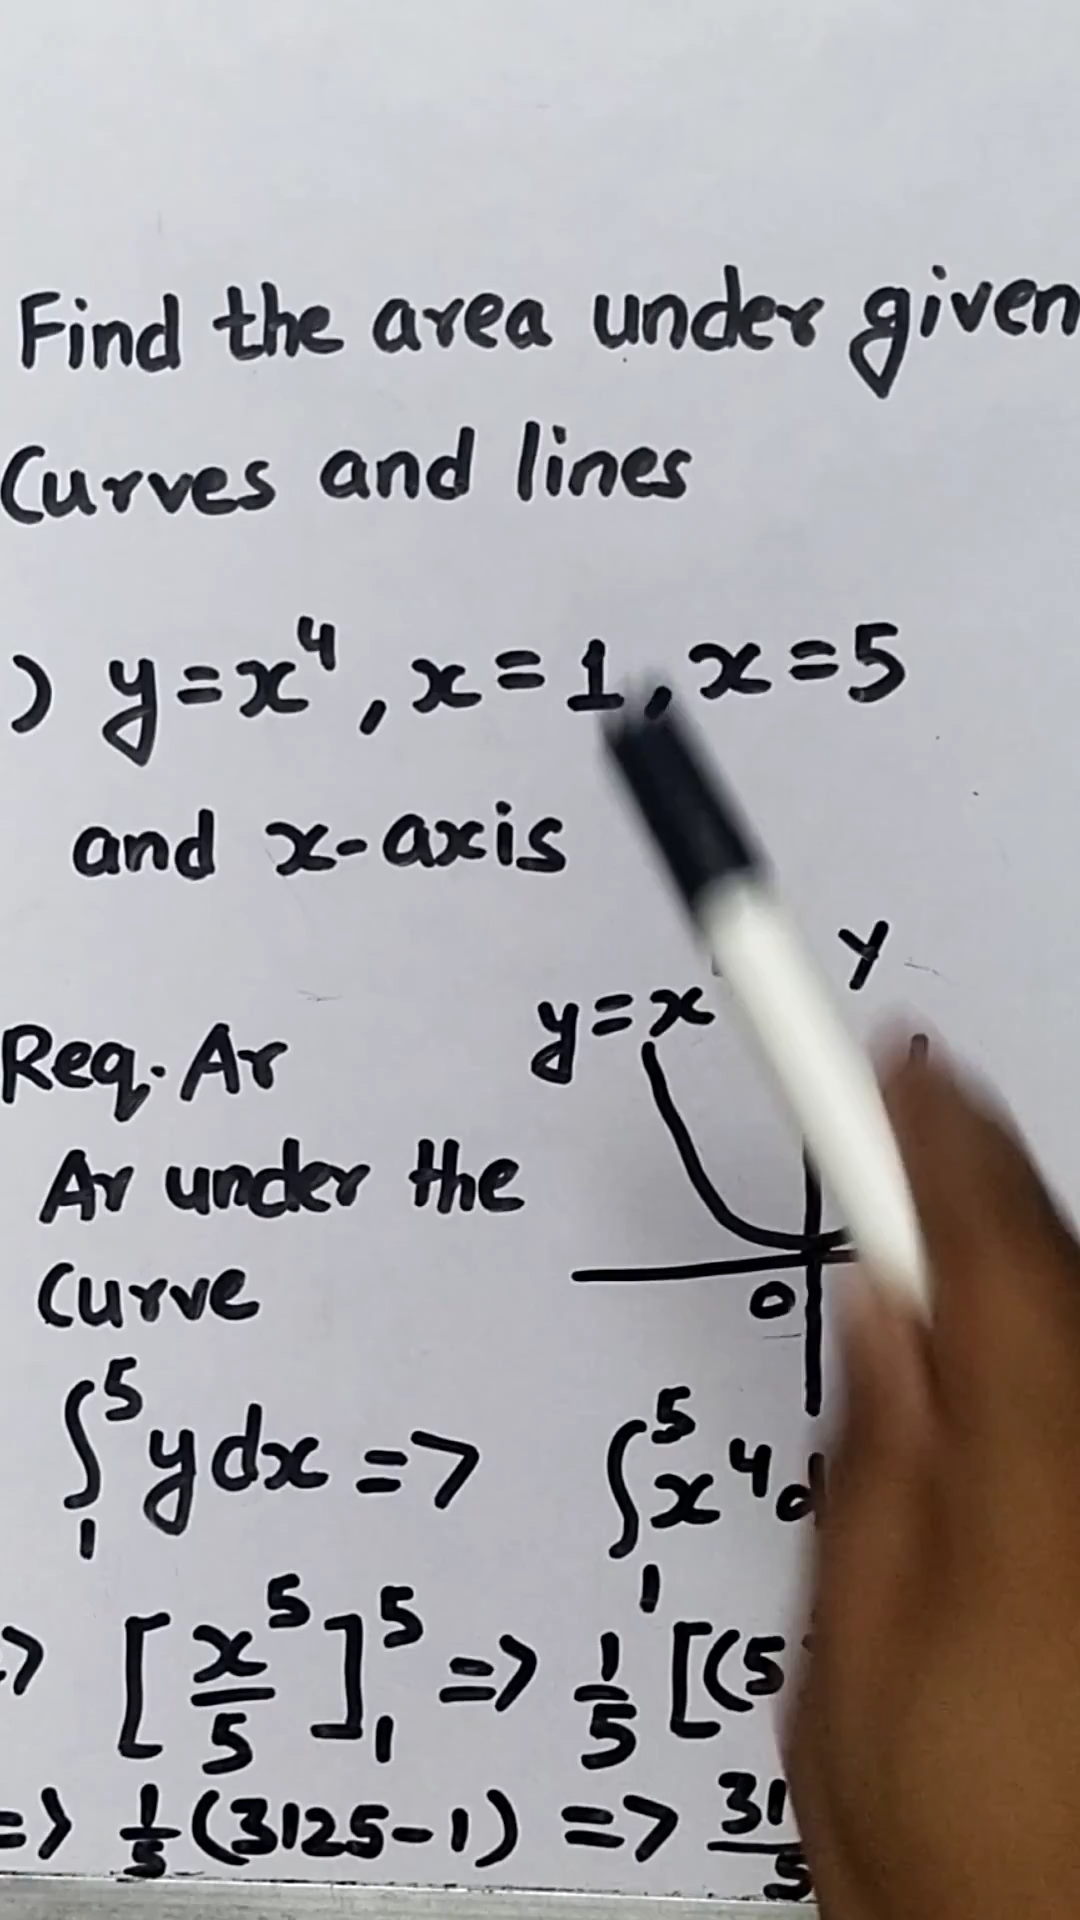 Find the area under given
Curves and lines
) y=x⁴, x=1, x=5
and x-axis
Y
y=x
Req. Ar
Ar under the
Curve
0
∫₁⁵ y dx => ∫₁⁵ x⁴ d
=> [x⁵/5]₁⁵ => 1/5 [(5
=> 1/5 (3125-1) => 31/5